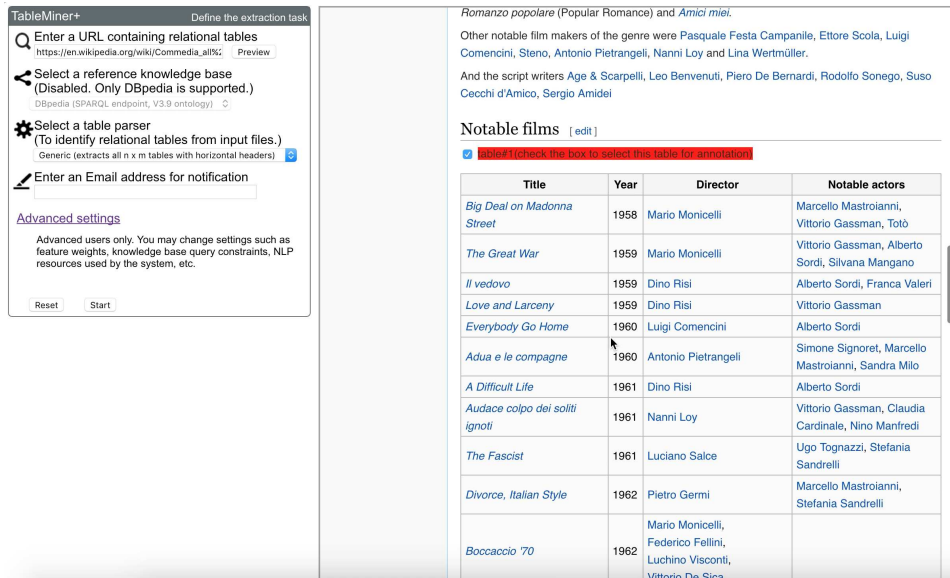 TableMiner+
Define the extraction task
Enter a URL containing relational tables
https://en.wikipedia.org/wiki/Commedia_all%2
Preview
Select a reference knowledge base
(Disabled. Only DBpedia is supported.)
DBpedia (SPARQL endpoint, V3.9 ontology)
Select a table parser
(To identify relational tables from input files.)
Generic (extracts all n x m tables with horizontal headers)
Enter an Email address for notification
Advanced settings
Advanced users only. You may change settings such as
feature weights, knowledge base query constraints, NLP
resources used by the system, etc.
Reset
Start
Romanzo popolare (Popular Romance) and Amici miei.
Other notable film makers of the genre were Pasquale Festa Campanile, Ettore Scola, Luigi
Comencini, Steno, Antonio Pietrangeli, Nanni Loy and Lina Wertmüller.
And the script writers Age & Scarpelli, Leo Benvenuti, Piero De Bernardi, Rodolfo Sonego, Suso
Cecchi d'Amico, Sergio Amidei
Notable films [ edit ]
table#1(check the box to select this table for annotation)
Title Year Director Notable actors
Big Deal on Madonna
Street
1958 Mario Monicelli
Marcello Mastroianni,
Vittorio Gassman, Totò
The Great War 1959 Mario Monicelli
Vittorio Gassman, Alberto
Sordi, Silvana Mangano
Il vedovo 1959 Dino Risi Alberto Sordi, Franca Valeri
Love and Larceny 1959 Dino Risi Vittorio Gassman
Everybody Go Home 1960 Luigi Comencini Alberto Sordi
Adua e le compagne 1960 Antonio Pietrangeli
Simone Signoret, Marcello
Mastroianni, Sandra Milo
A Difficult Life 1961 Dino Risi Alberto Sordi
Audace colpo dei soliti
ignoti
1961 Nanni Loy
Vittorio Gassman, Claudia
Cardinale, Nino Manfredi
The Fascist 1961 Luciano Salce
Ugo Tognazzi, Stefania
Sandrelli
Divorce, Italian Style 1962 Pietro Germi
Marcello Mastroianni,
Stefania Sandrelli
Boccaccio '70 1962
Mario Monicelli,
Federico Fellini,
Luchino Visconti,
Vittorio De Sica